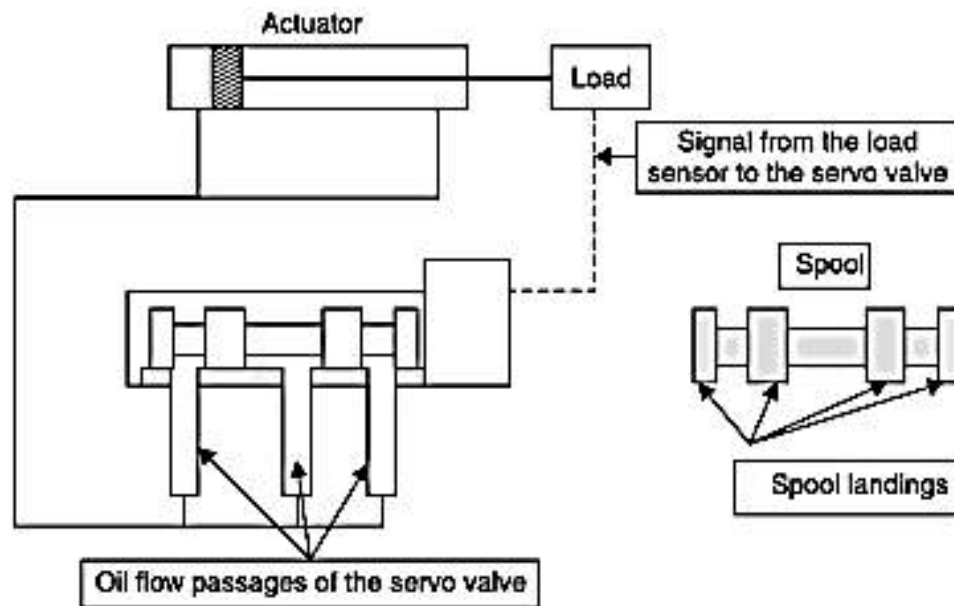 Actuator
Load
Signal from the load
sensor to the servo valve
Spool
Spool landings
Oil flow passages of the servo valve